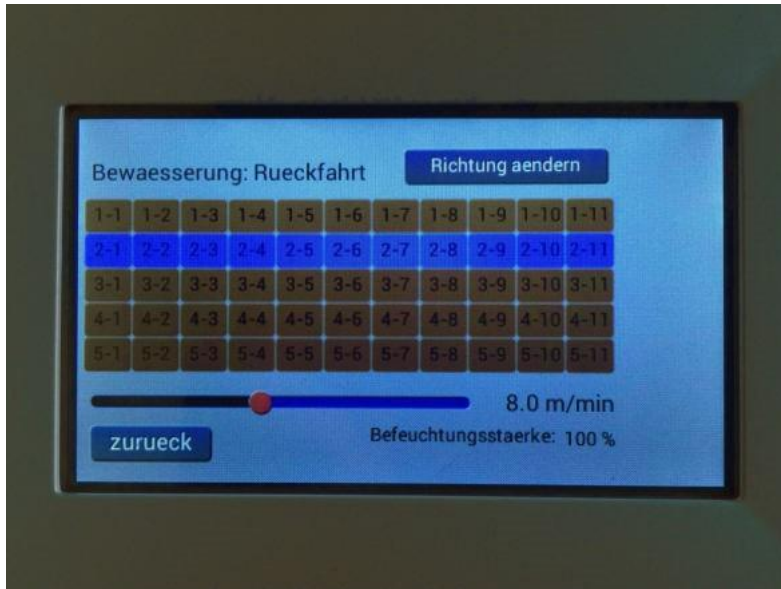 Bewaesserung: Rueckfahrt
Richtung aendern
1-1 1-2 1-3 1-4 1-5 1-6 1-7 1-8 1-9 1-10 1-11
2-1 2-2 2-3 2-4 2-5 2-6 2-7 2-8 2-9 2-10 2-11
3-1 3-2 3-3 3-4 3-5 3-6 3-7 3-8 3-9 3-10 3-11
4-1 4-2 4-3 4-4 4-5 4-6 4-7 4-8 4-9 4-10 4-11
5-1 5-2 5-3 5-4 5-5 5-6 5-7 5-8 5-9 5-10 5-11
8.0 m/min
zurueck
Befeuchtungsstaerke: 100 %